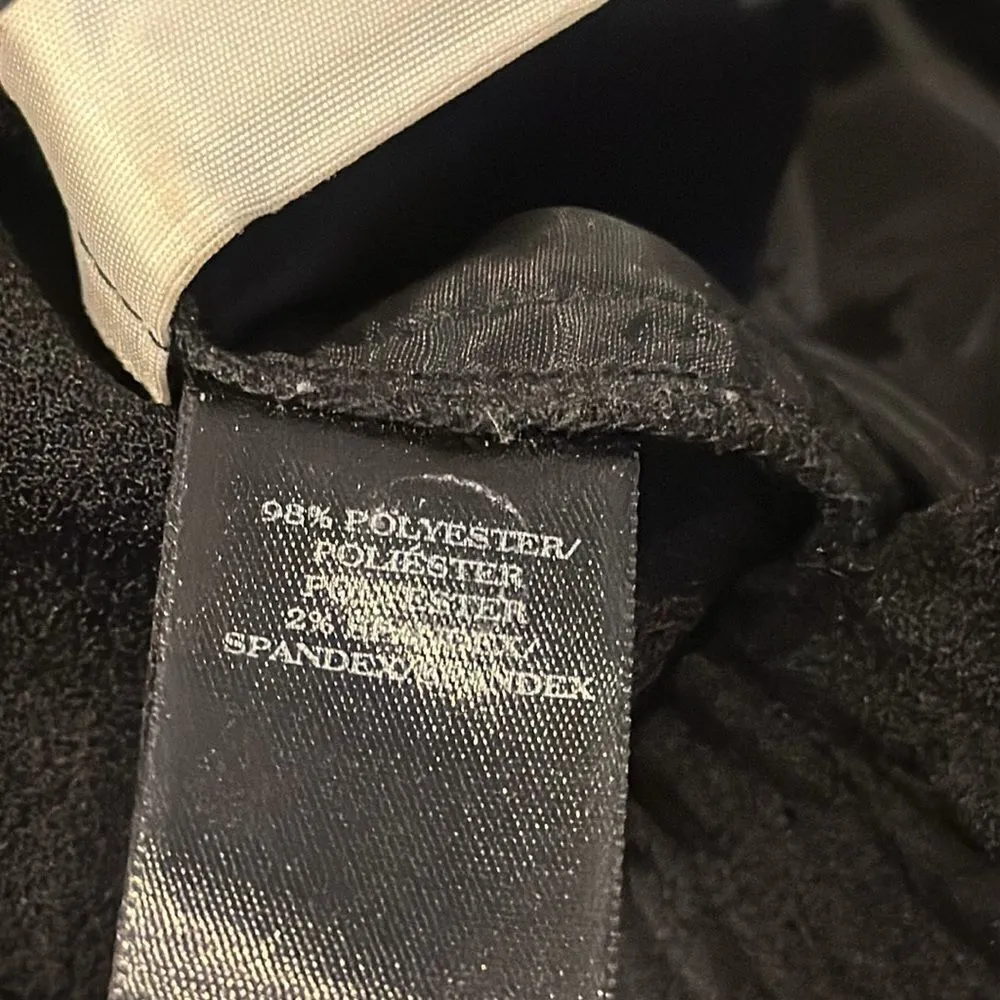 98% POLYESTER/
POLIÉSTER
POLYESTER
2% SPANDEX/
SPANDEX/SPANDEX